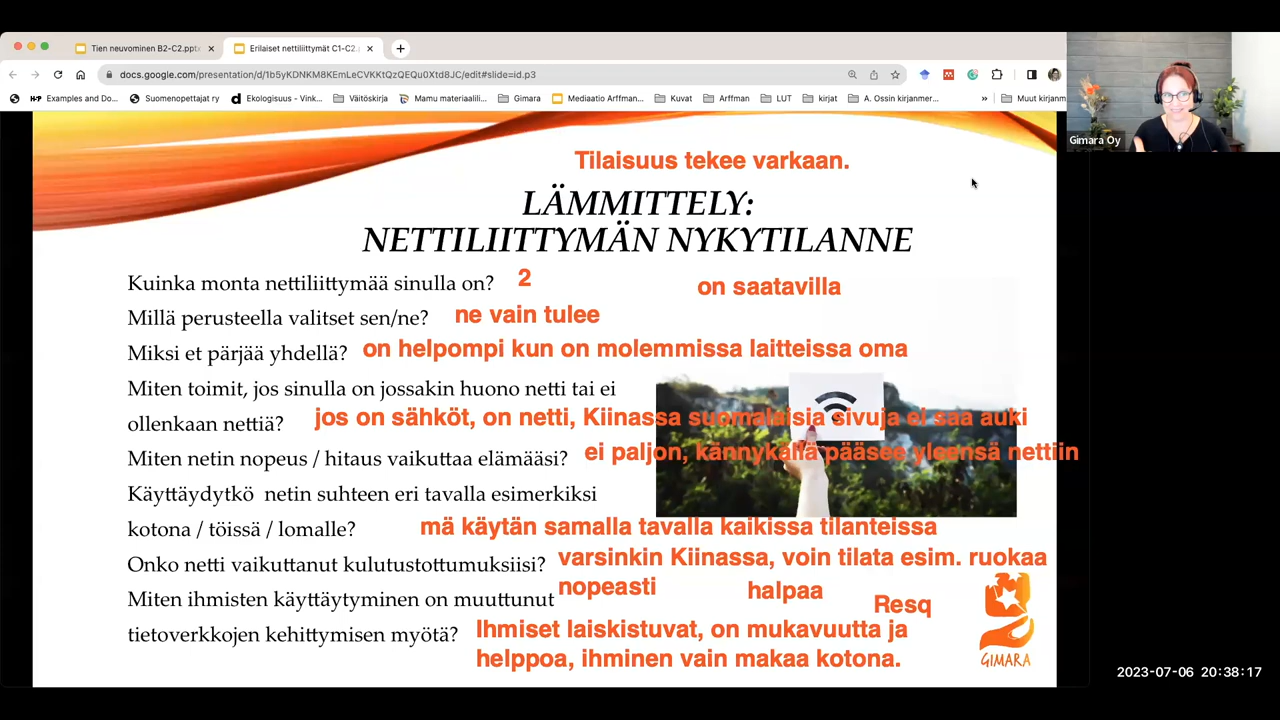 Tien neuvominen B2-C2.pptx
Erilaiset nettiliittymät C1-C2.
docs.google.com/presentation/d/1b5yKDNKM8KEmLeCVKKtQzQEQu0Xtd8JC/edit#slide=id.p3
Examples and Do... Suomenopettajat ry Ekologisuus - Vink... Väitöskirja Mamu materiaalili... Gimara Mediaatio Arffman... Kuvat Arffman LUT kirjat A. Ossin kirjanmer... » Muut kirjanm
Gimara Oy
Tilaisuus tekee varkaan.
LÄMMITTELY:
NETTILIITTYMÄN NYKYTILANNE
Kuinka monta nettiliittymää sinulla on? 2
on saatavilla
Millä perusteella valitset sen/ne? ne vain tulee
Miksi et pärjää yhdellä? on helpompi kun on molemmissa laitteissa oma
Miten toimit, jos sinulla on jossakin huono netti tai ei
ollenkaan nettiä? jos on sähköt, on netti, Kiinassa suomalaisia sivuja ei saa auki
Miten netin nopeus / hitaus vaikuttaa elämääsi? ei paljon, kännykällä pääsee yleensä nettiin
Käyttäydytkö netin suhteen eri tavalla esimerkiksi
kotona / töissä / lomalle? mä käytän samalla tavalla kaikissa tilanteissa
Onko netti vaikuttanut kulutustottumuksiisi? varsinkin Kiinassa, voin tilata esim. ruokaa
nopeasti halpaa Resq
Miten ihmisten käyttäytyminen on muuttunut
tietoverkkojen kehittymisen myötä? Ihmiset laiskistuvat, on mukavuutta ja
helppoa, ihminen vain makaa kotona.
GIMARA
2023-07-06 20:38:17